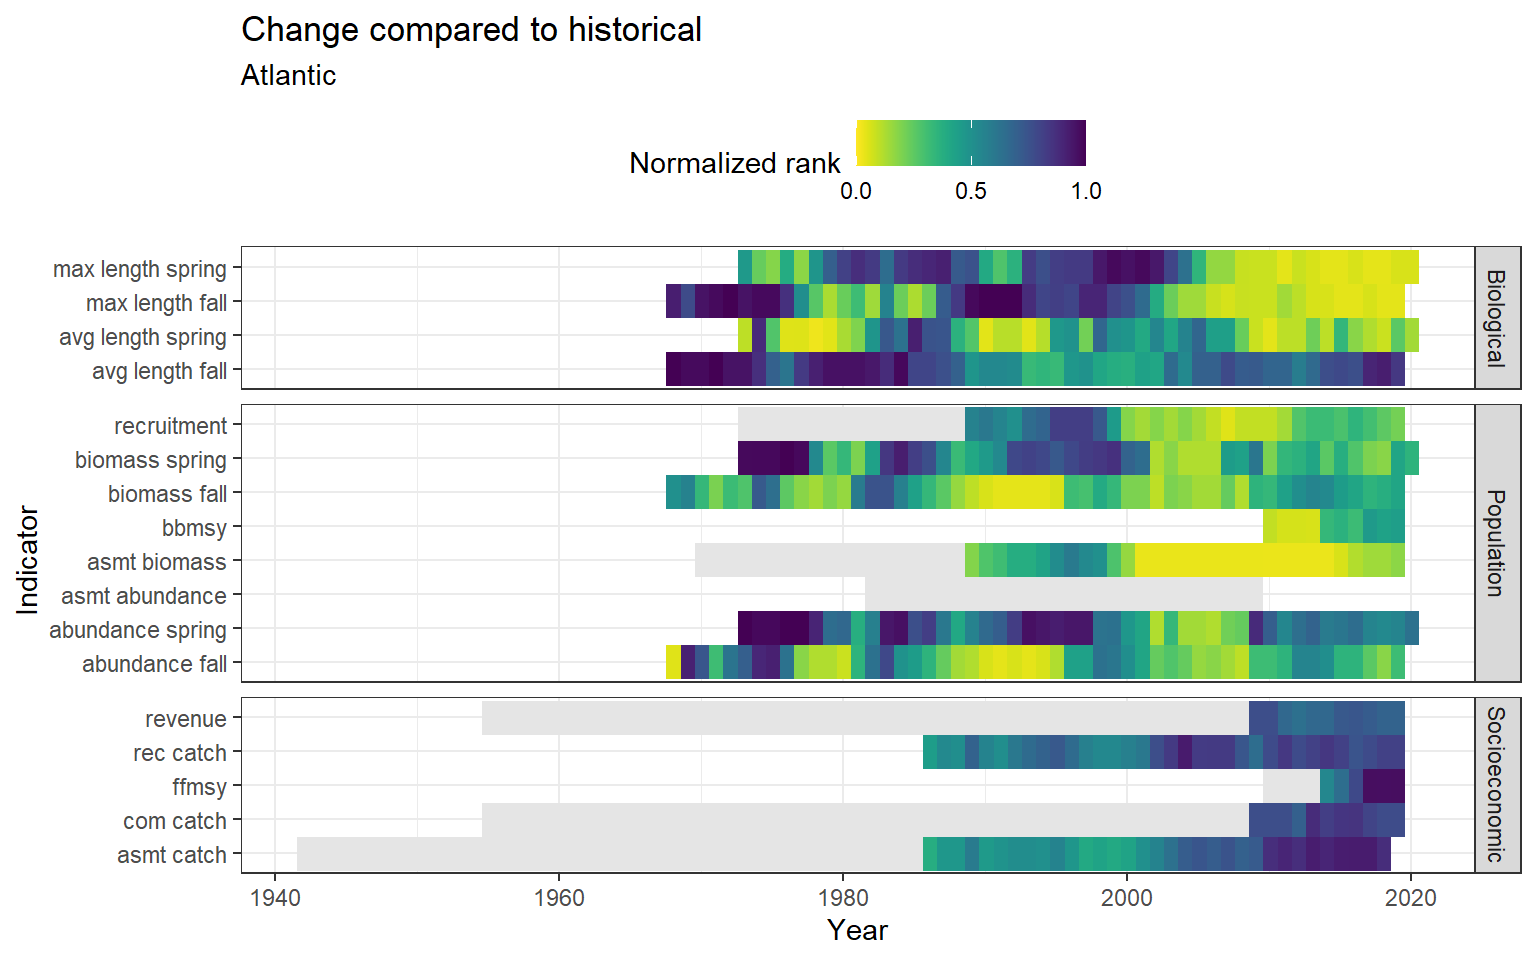 Change compared to historical
Atlantic
Normalized rank
0.0 0.5 1.0
Indicator
max length spring
max length fall
avg length spring
avg length fall
Biological
recruitment
biomass spring
biomass fall
bbmsy
asmt biomass
asmt abundance
abundance spring
abundance fall
Population
revenue
rec catch
ffmsy
com catch
asmt catch
Socioeconomic
1940 1960 1980 2000 2020
Year